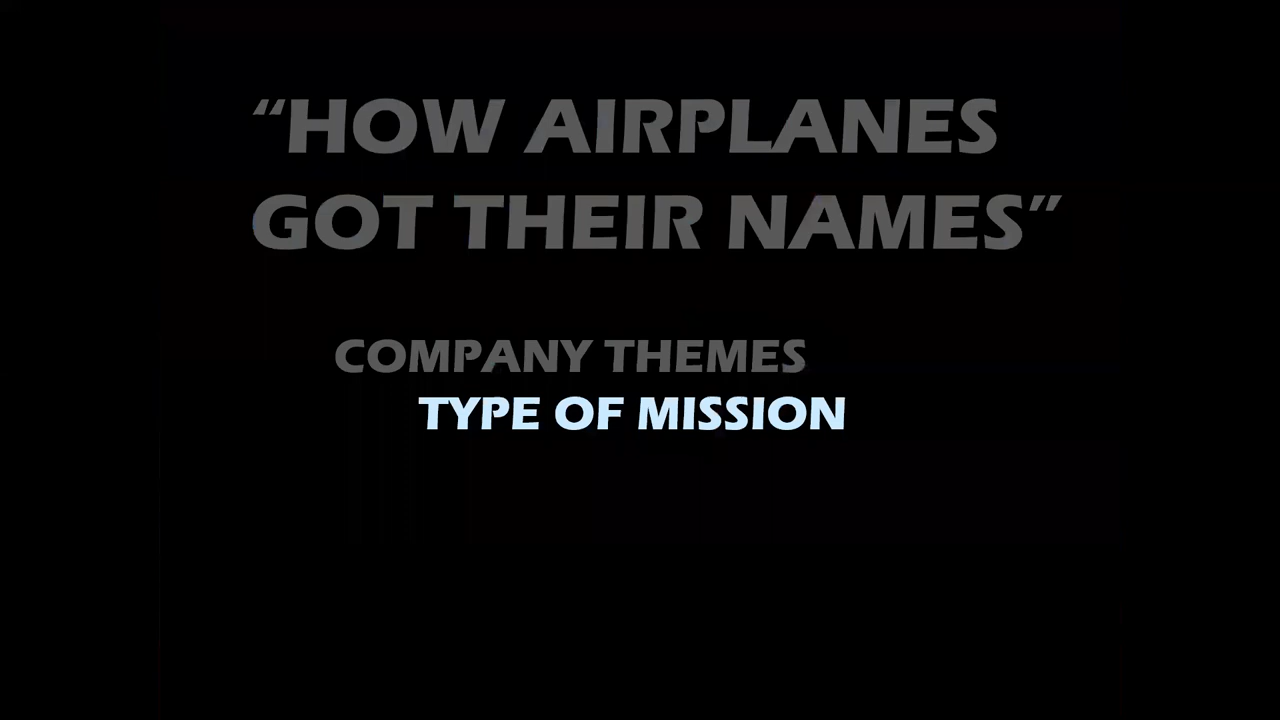 “HOW AIRPLANES
GOT THEIR NAMES”
COMPANY THEMES
TYPE OF MISSION